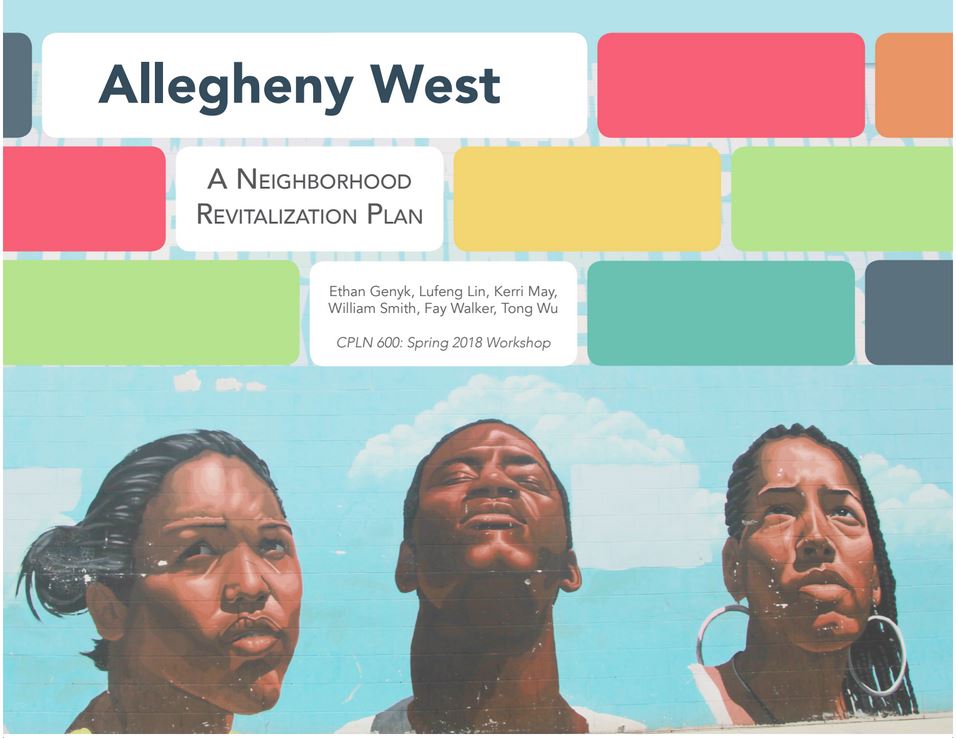 Allegheny West
A Neighborhood
Revitalization Plan
Ethan Genyk, Lufeng Lin, Kerri May,
William Smith, Fay Walker, Tong Wu
CPLN 600: Spring 2018 Workshop